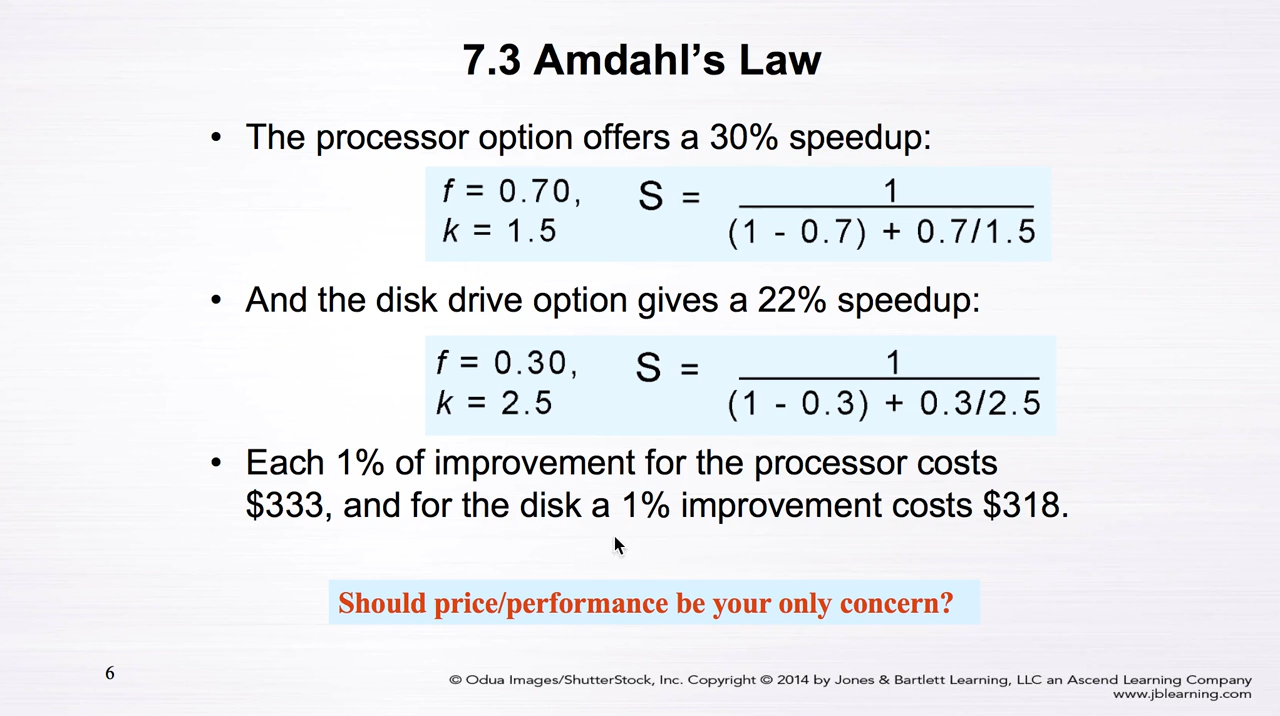 7.3 Amdahl's Law
• The processor option offers a 30% speedup:
f = 0.70,
k = 1.5
S = 1
(1 - 0.7) + 0.7/1.5
• And the disk drive option gives a 22% speedup:
f = 0.30,
k = 2.5
S = 1
(1 - 0.3) + 0.3/2.5
• Each 1% of improvement for the processor costs
$333, and for the disk a 1% improvement costs $318.
Should price/performance be your only concern?
6
© Odua Images/ShutterStock, Inc. Copyright © 2014 by Jones & Bartlett Learning, LLC an Ascend Learning Company
www.jblearning.com